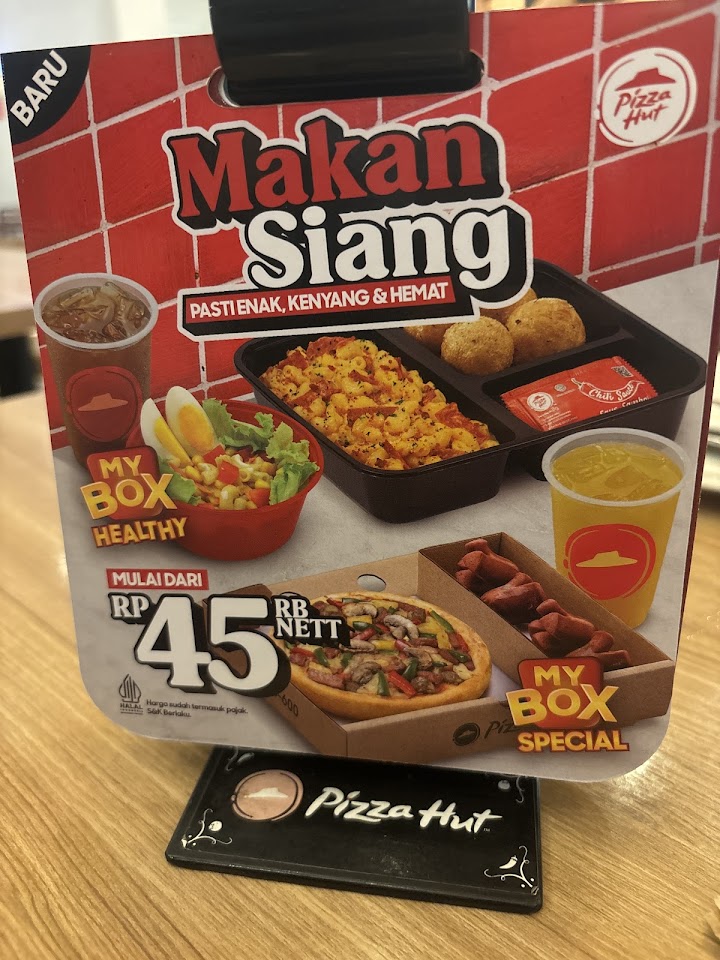 BARU
Pizza
Hut
Makan
Siang
PASTI ENAK, KENYANG & HEMAT
Chili Sauce
MY
BOX
HEALTHY
MULAI DARI
RP 45 RB
NETT
HALAL
INDONESIA
Harga sudah termasuk pajak.
S&K Berlaku.
MY
BOX
SPECIAL
Pizza Hut